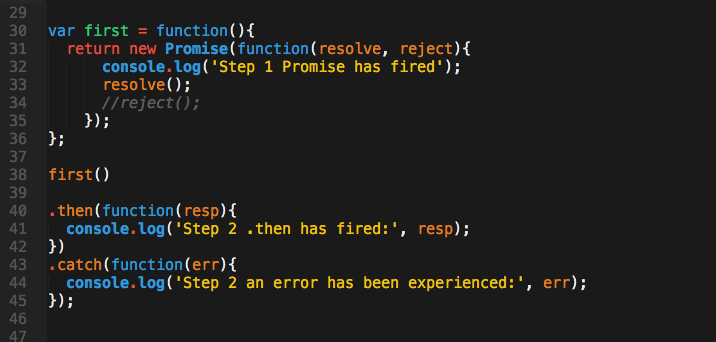 29
30 var first = function(){
31   return new Promise(function(resolve, reject){
32       console.log('Step 1 Promise has fired');
33       resolve();
34       //reject();
35     });
36 };
37
38 first()
39
40 .then(function(resp){
41   console.log('Step 2 .then has fired:', resp);
42 })
43 .catch(function(err){
44   console.log('Step 2 an error has been experienced:', err);
45 });
46
47